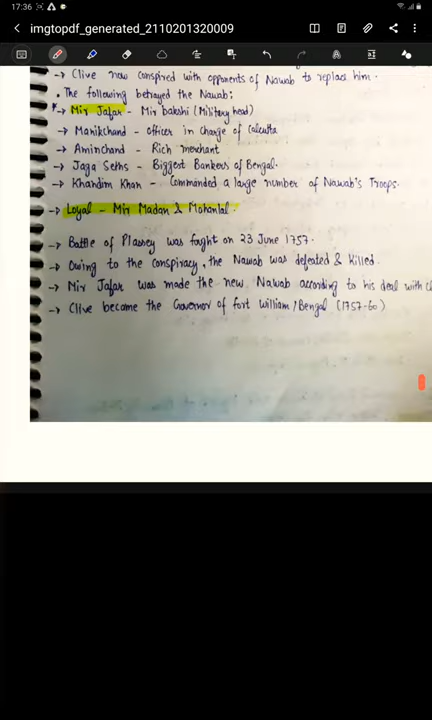 17:36
imgtopdf_generated_2110201320009
→ Clive now conspired with opponents of Nawab to replace him.
• The following betrayed the Nawab:
* → Mir Jafar - Mir bakshi (Military head)
→ Manikchand - officer in charge of Calcutta
→ Aminchand - Rich merchant
→ Jaga Seths - Biggest Bankers of Bengal.
→ Khandim Khan - Commanded a large number of Nawab's Troops.
→ Loyal - Mir Madan & Mohanlal.
→ Battle of Plassey was fought on 23 June 1757.
→ Owing to the conspiracy, the Nawab was defeated & killed.
→ Mir Jafar was made the new Nawab according to his deal with
→ Clive became the Governor of fort William/Bengal (1757-60)